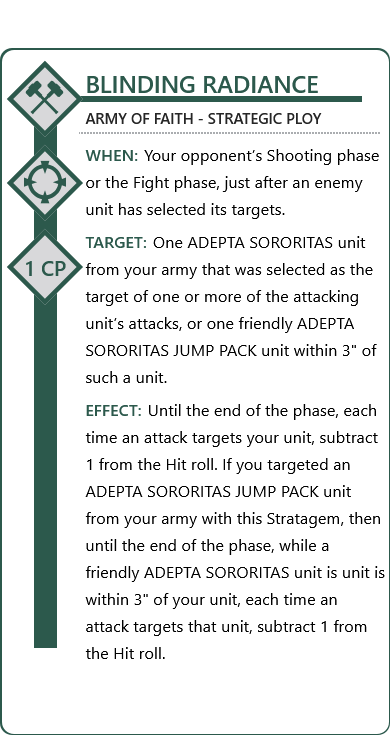 BLINDING RADIANCE
ARMY OF FAITH - STRATEGIC PLOY
WHEN: Your opponent's Shooting phase
or the Fight phase, just after an enemy
unit has selected its targets.
1 CP
TARGET: One ADEPTA SORORITAS unit
from your army that was selected as the
target of one or more of the attacking
unit's attacks, or one friendly ADEPTA
SORORITAS JUMP PACK unit within 3" of
such a unit.
EFFECT: Until the end of the phase, each
time an attack targets your unit, subtract
1 from the Hit roll. If you targeted an
ADEPTA SORORITAS JUMP PACK unit
from your army with this Stratagem, then
until the end of the phase, while a
friendly ADEPTA SORORITAS unit is unit is
within 3" of your unit, each time an
attack targets that unit, subtract 1 from
the Hit roll.